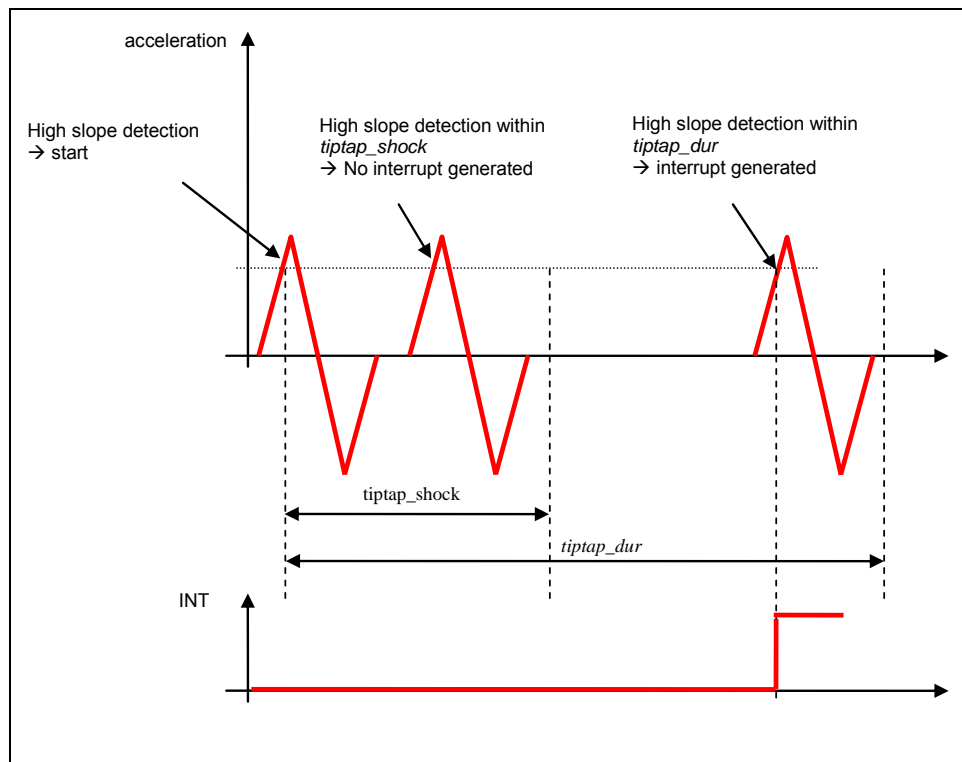 acceleration
High slope detection
→ start
High slope detection within
tiptap_shock
→ No interrupt generated
High slope detection within
tiptap_dur
→ interrupt generated
tiptap_shock
tiptap_dur
INT